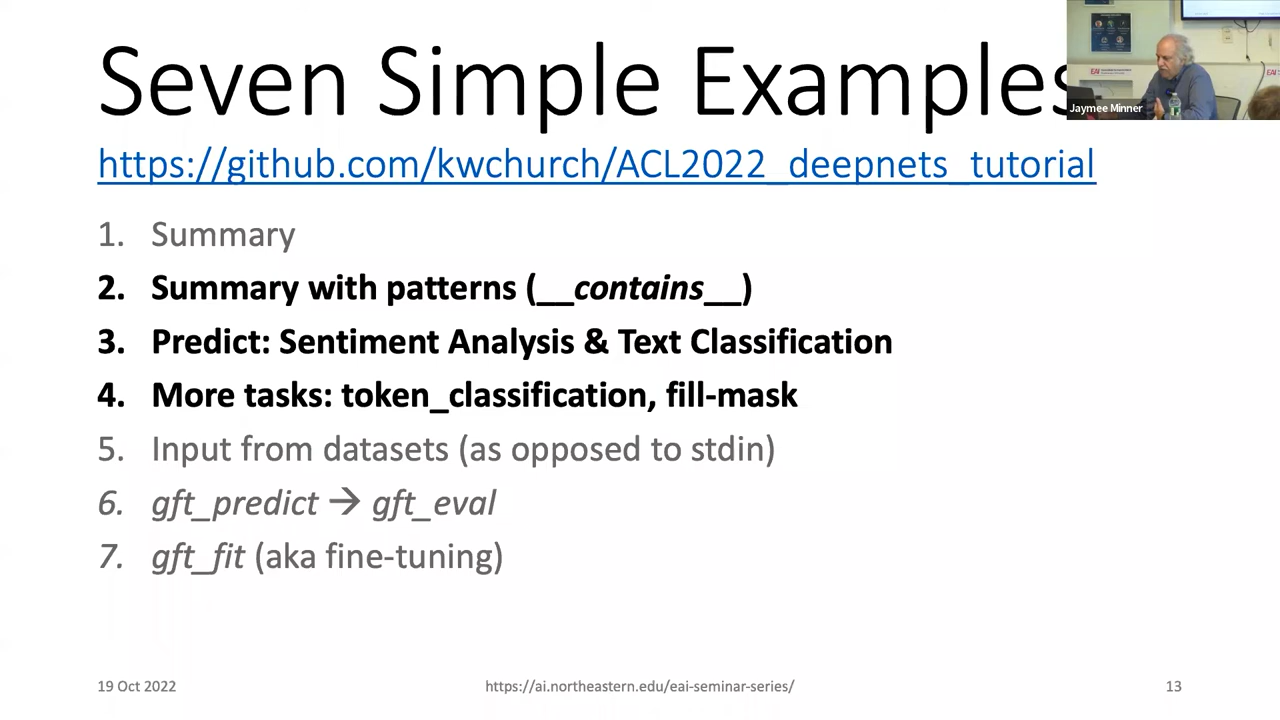 Seven Simple Examples
https://github.com/kwchurch/ACL2022_deepnets_tutorial
1. Summary
2. Summary with patterns (__contains__)
3. Predict: Sentiment Analysis & Text Classification
4. More tasks: token_classification, fill-mask
5. Input from datasets (as opposed to stdin)
6. gft_predict → gft_eval
7. gft_fit (aka fine-tuning)
19 Oct 2022
https://ai.northeastern.edu/eai-seminar-series/
13
EAI
EAI
Jaymee Minner